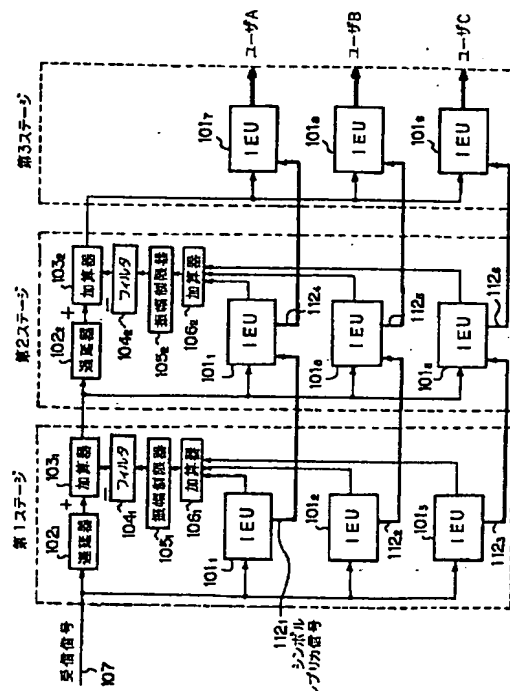 第1ステージ
第2ステージ
第3ステージ
受信信号
107
102₁
遅延器
+
103₁
加算器
−
フィルタ
104₁
振幅制限器
105₁
加算器
106₁
IEU
101₁
IEU
101₂
IEU
101₃
112₁
シンボル
ンプリカ信号
112₂
112₃
102₂
遅延器
+
103₂
加算器
−
フィルタ
104₂
振幅制限器
105₂
加算器
106₂
IEU
IEU
IEU
112₄
112₅
112₆
101₇
IEU
ユーザA
101₈
IEU
ユーザB
101₉
IEU
ユーザC